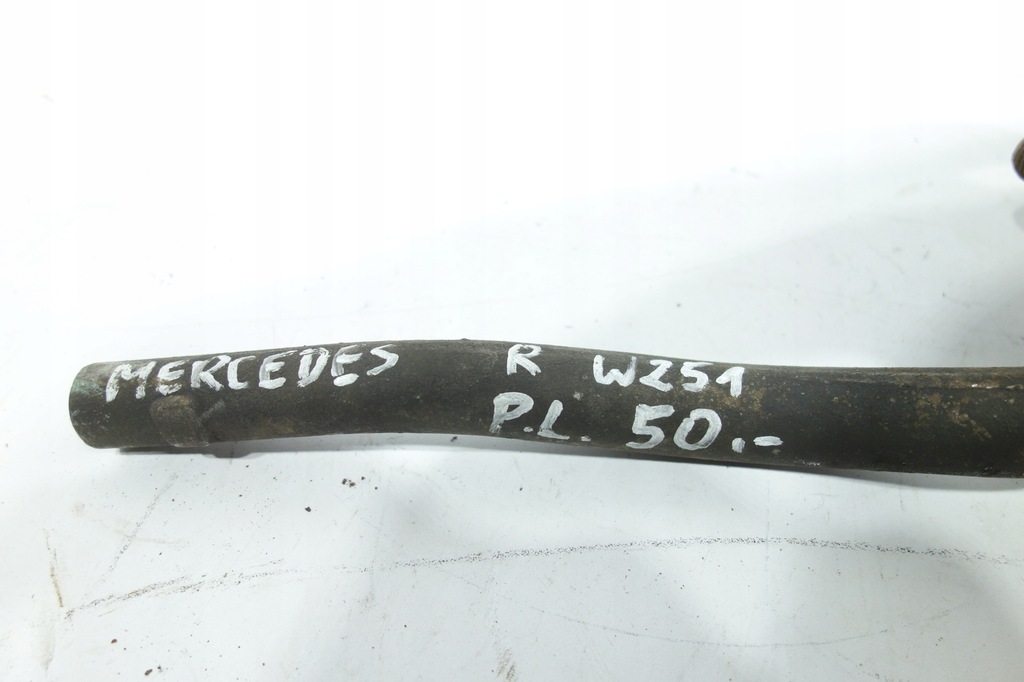 MERCEDES R W251
P.L. 50.-